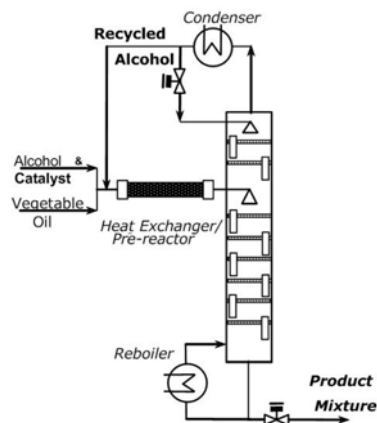 Condenser
Recycled
Alcohol
Alcohol &
Catalyst
Vegetable
Oil
Heat Exchanger/
Pre-reactor
Reboiler
Product
Mixture